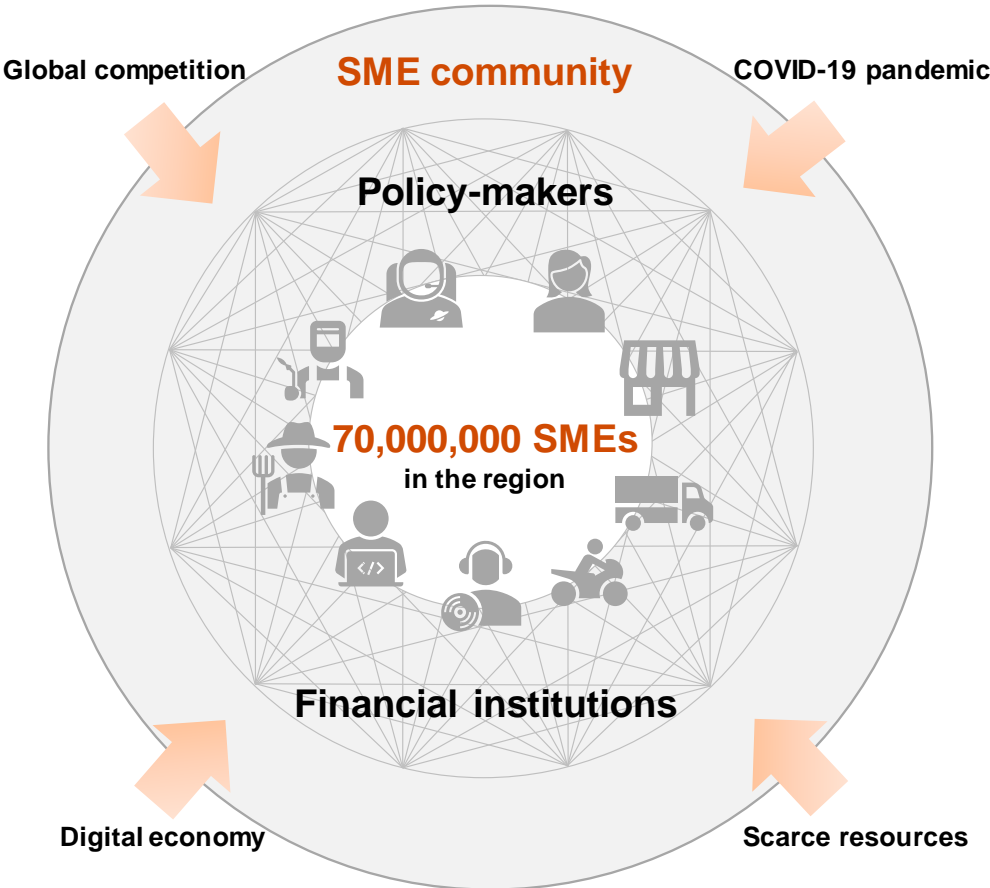 SME community
Global competition
COVID-19 pandemic
Policy-makers
70,000,000 SMEs
in the region
</>
Financial institutions
Digital economy
Scarce resources